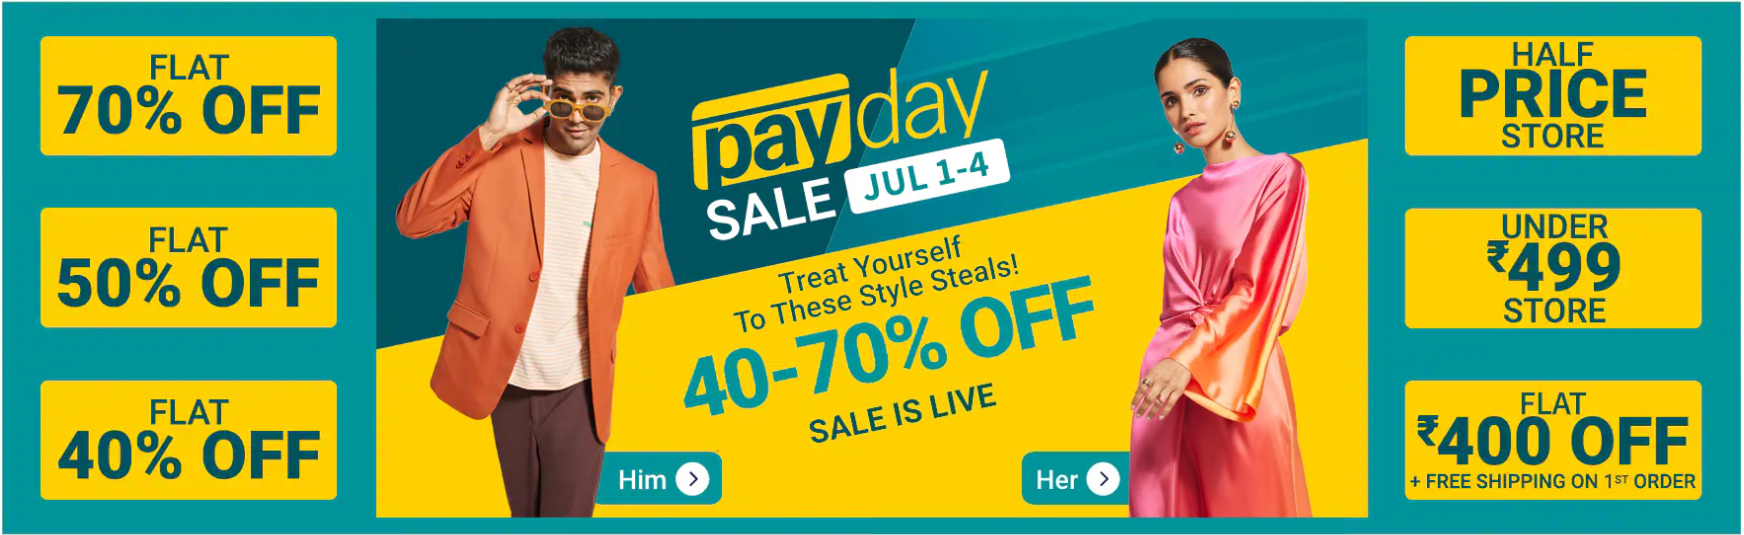 FLAT
70% OFF
FLAT
50% OFF
FLAT
40% OFF
payday
SALE JUL 1-4
Treat Yourself
To These Style Steals!
40-70% OFF
SALE IS LIVE
Him
Her
HALF
PRICE
STORE
UNDER
₹499
STORE
FLAT
₹400 OFF
+ FREE SHIPPING ON 1ST ORDER